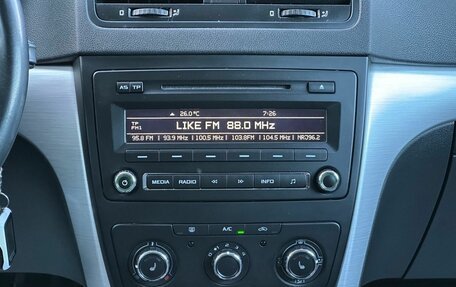 AS TP
26.0°C 7:26
TP
FM1
LIKE FM 88.0 MHz
95.8 FM | 93.9 MHz | 100.5 MHz | 103.8FM | 104.5 MHz | NRJ96.2
MEDIA RADIO INFO
A/C